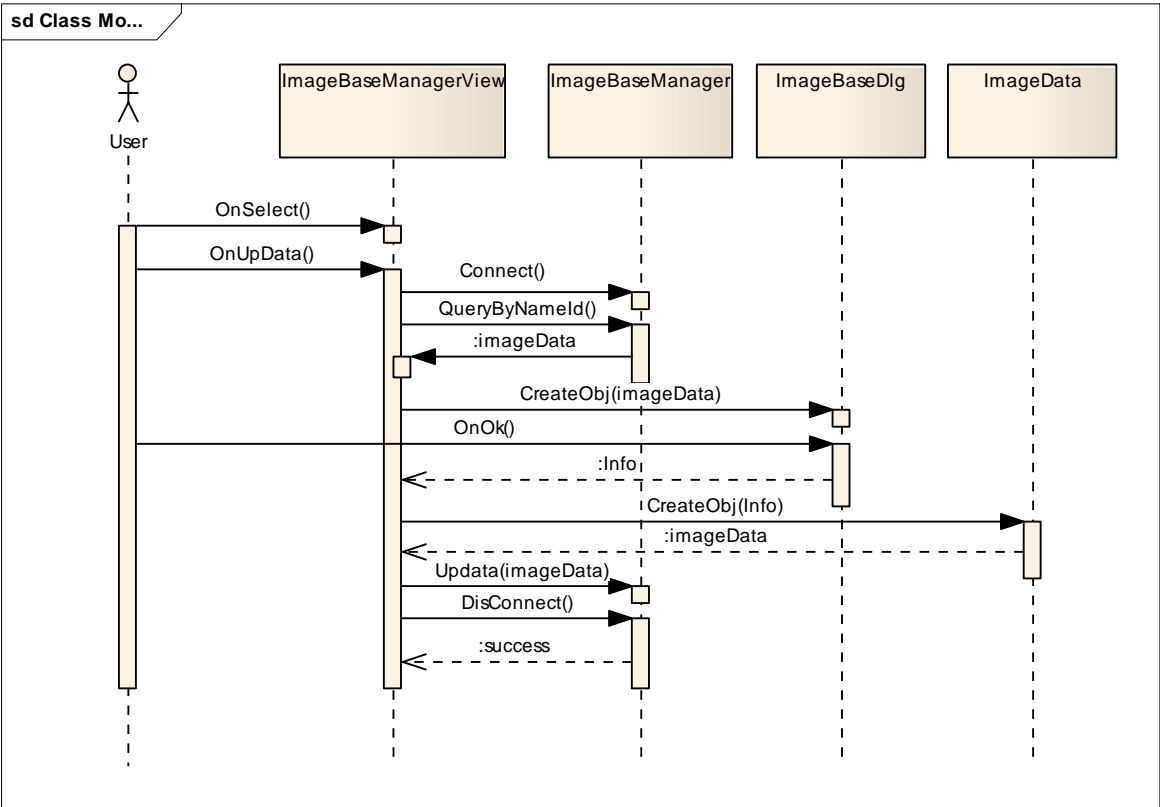 sd Class Mo...
User
ImageBaseManagerView
ImageBaseManager
ImageBaseDlg
ImageData
OnSelect()
OnUpData()
Connect()
QueryByNameId()
:imageData
CreateObj(imageData)
OnOk()
:Info
CreateObj(Info)
:imageData
Updata(imageData)
DisConnect()
:success